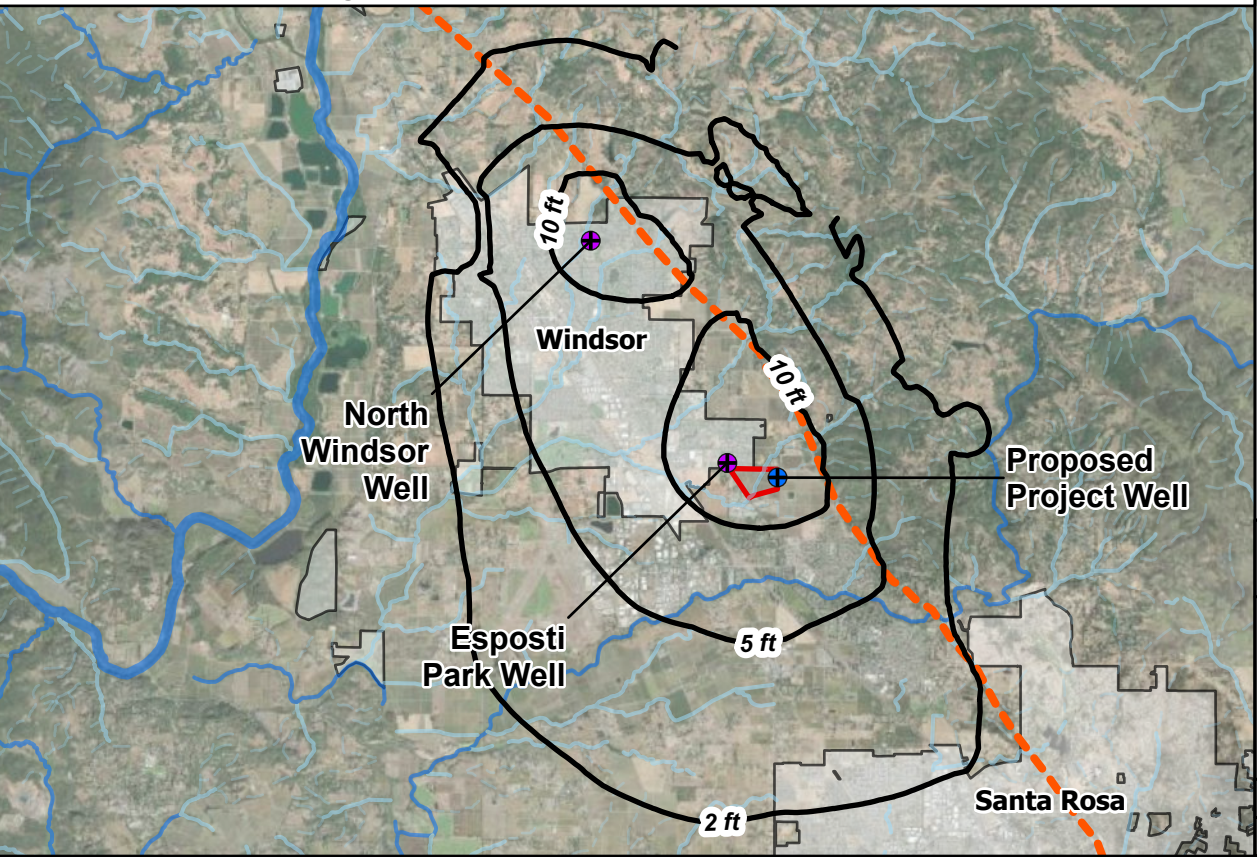 10 ft
Windsor
10 ft
North
Windsor
Well
Proposed
Project Well
Esposti
Park Well
5 ft
Santa Rosa
2 ft